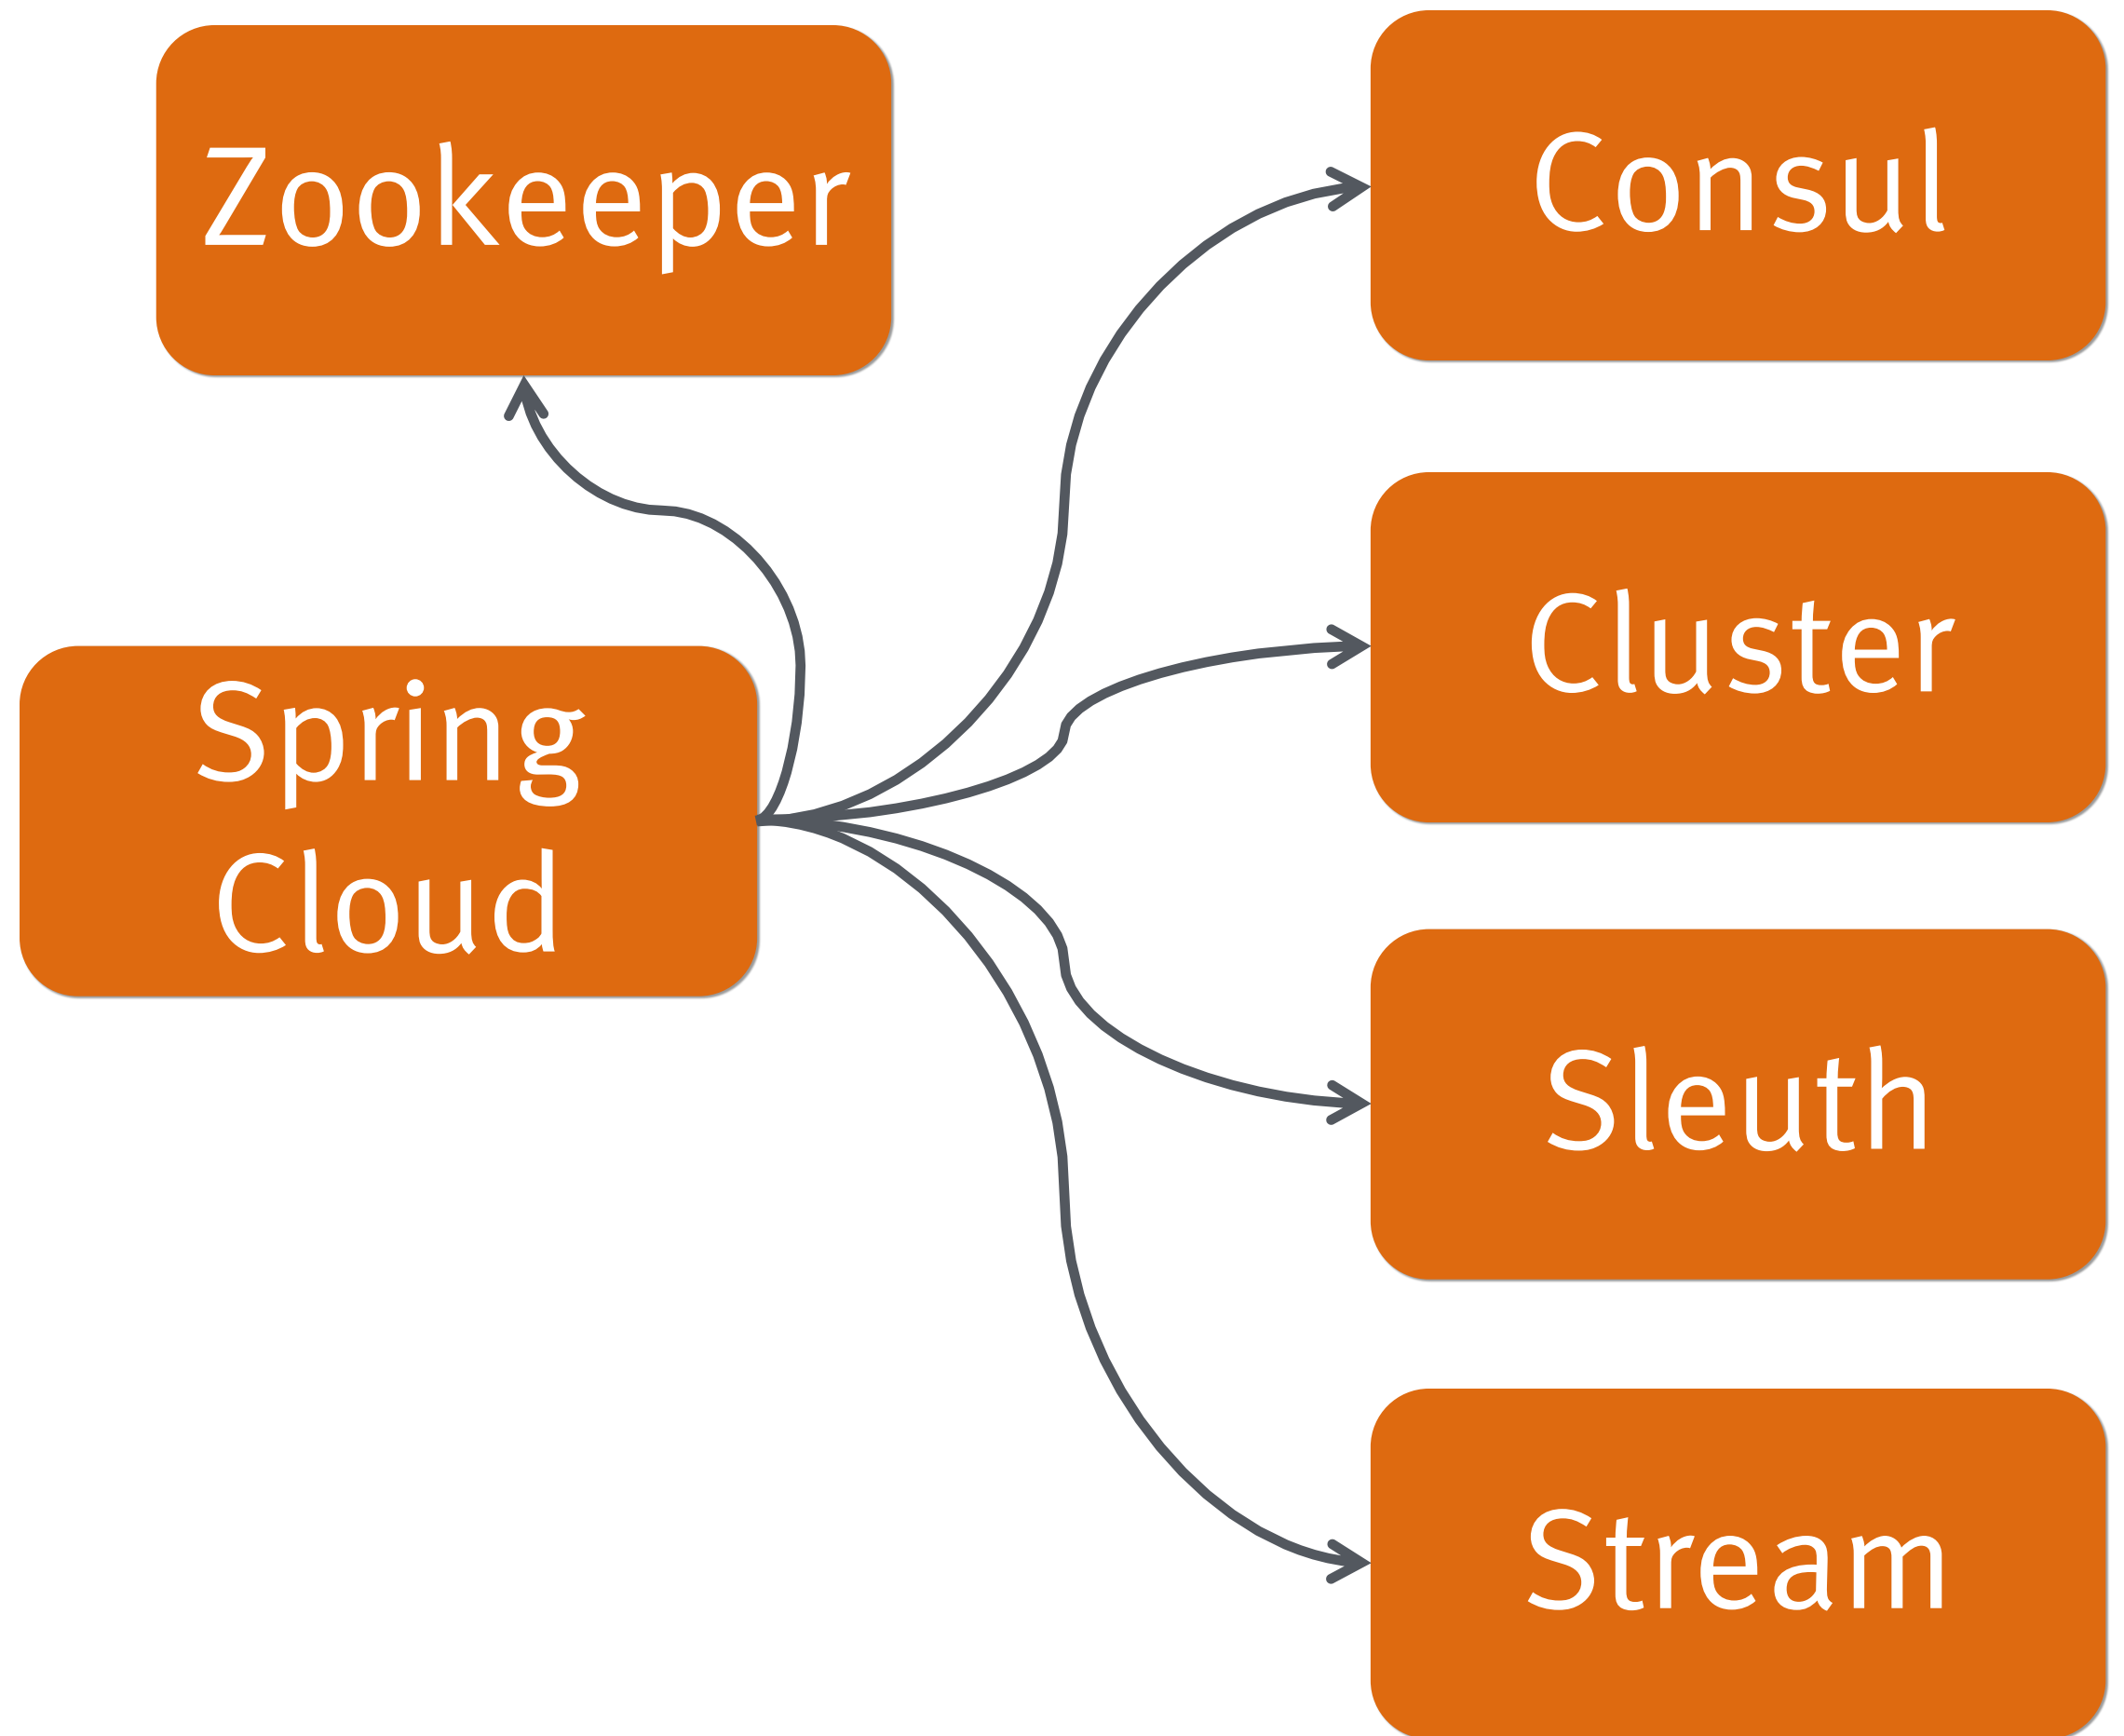 Zookeeper
Consul
Cluster
Spring
Cloud
Sleuth
Stream